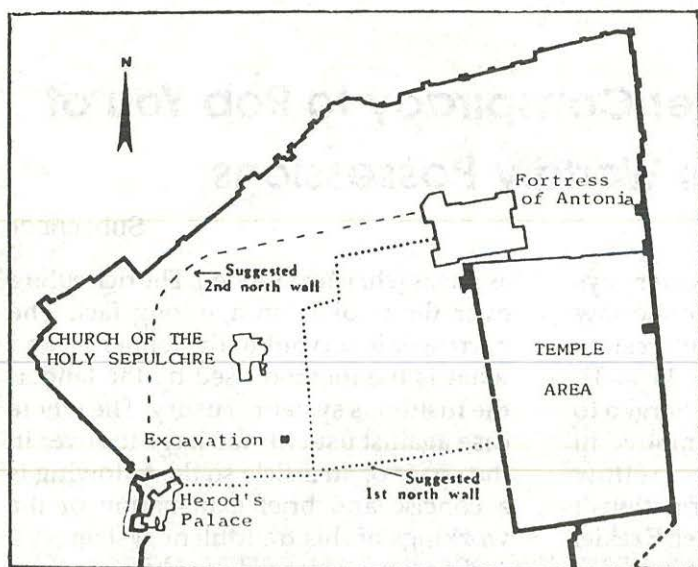 N
Fortress
of Antonia
Suggested
2nd north wall
CHURCH OF THE
HOLY SEPULCHRE
TEMPLE
AREA
Excavation
Suggested
1st north wall
Herod's
Palace